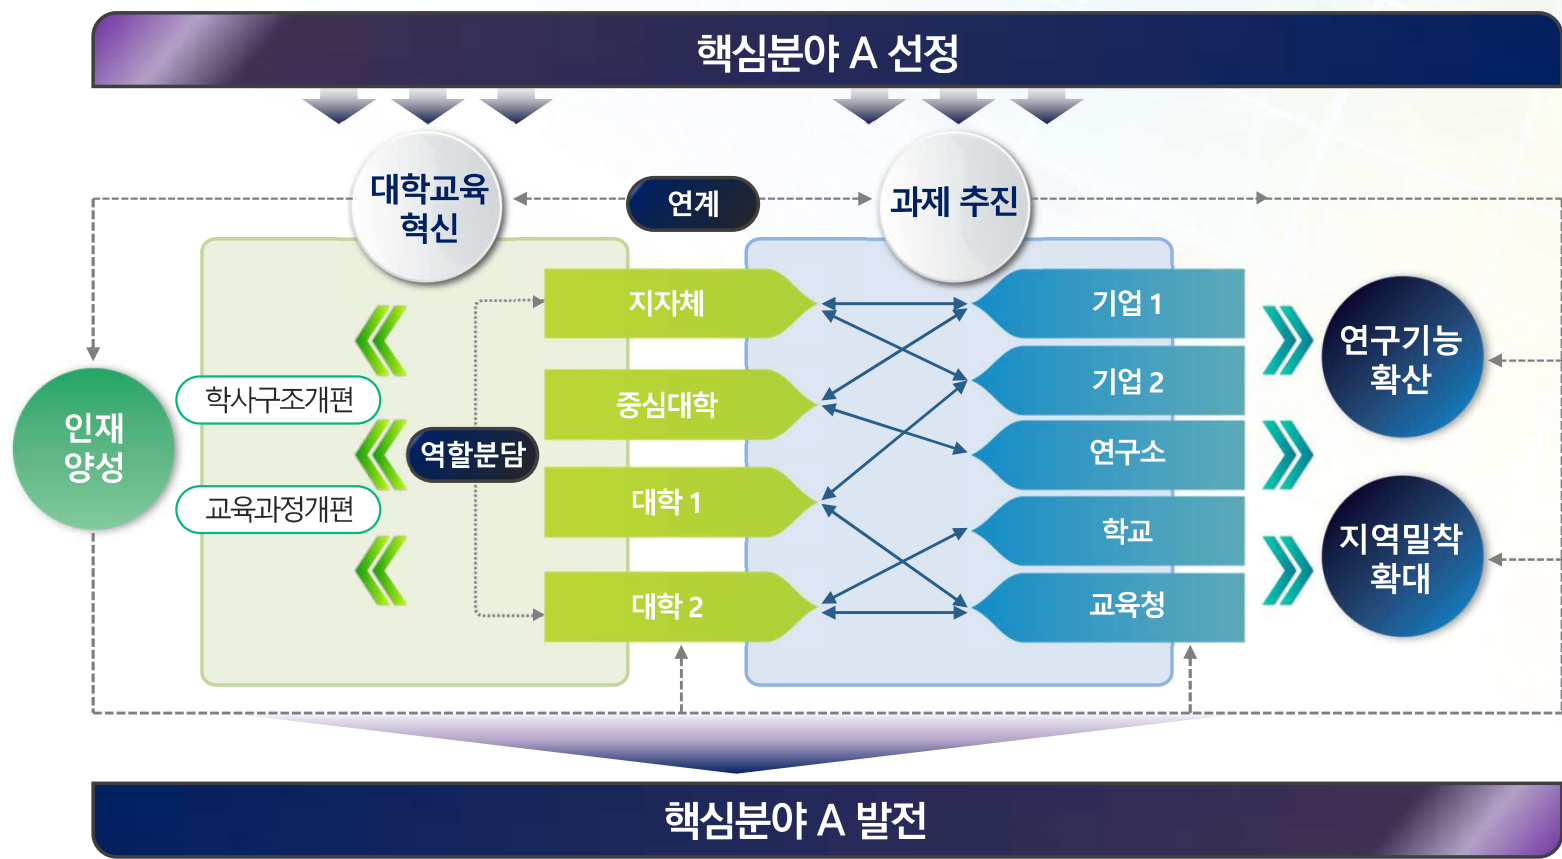 핵심분야 A 선정
대학교육
혁신
연계
과제 추진
지자체
중심대학
대학 1
대학 2
기업 1
기업 2
연구소
학교
교육청
학사구조개편
역할분담
교육과정개편
인재
양성
연구기능
확산
지역밀착
확대
핵심분야 A 발전